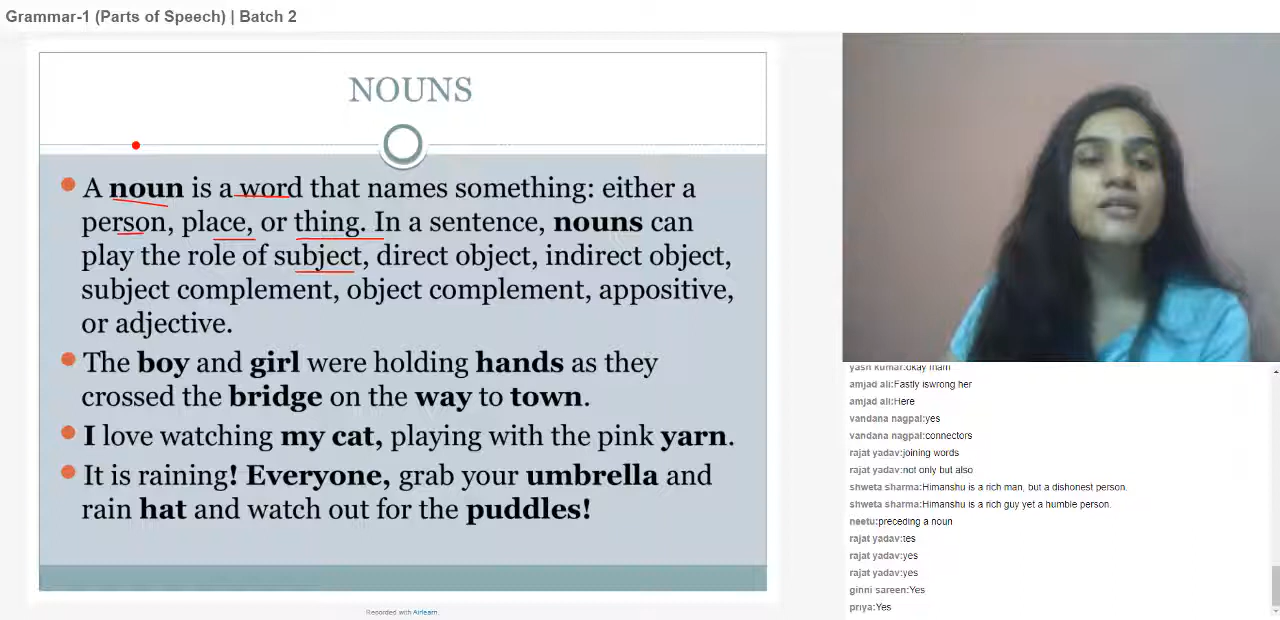 Grammar-1 (Parts of Speech) | Batch 2
NOUNS
A noun is a word that names something: either a
person, place, or thing. In a sentence, nouns can
play the role of subject, direct object, indirect object,
subject complement, object complement, appositive,
or adjective.
The boy and girl were holding hands as they
crossed the bridge on the way to town.
I love watching my cat, playing with the pink yarn.
It is raining! Everyone, grab your umbrella and
rain hat and watch out for the puddles!
Recorded with Airlearn.
yash kumar:okay mam
amjad ali:Fastly iswrong her
amjad ali:Here
vandana nagpal:yes
vandana nagpal:connectors
rajat yadav:joining words
rajat yadav:not only but also
shweta sharma:Himanshu is a rich man, but a dishonest person.
shweta sharma:Himanshu is a rich guy yet a humble person.
neetu:preceding a noun
rajat yadav:tes
rajat yadav:yes
rajat yadav:yes
ginni sareen:Yes
priya:Yes